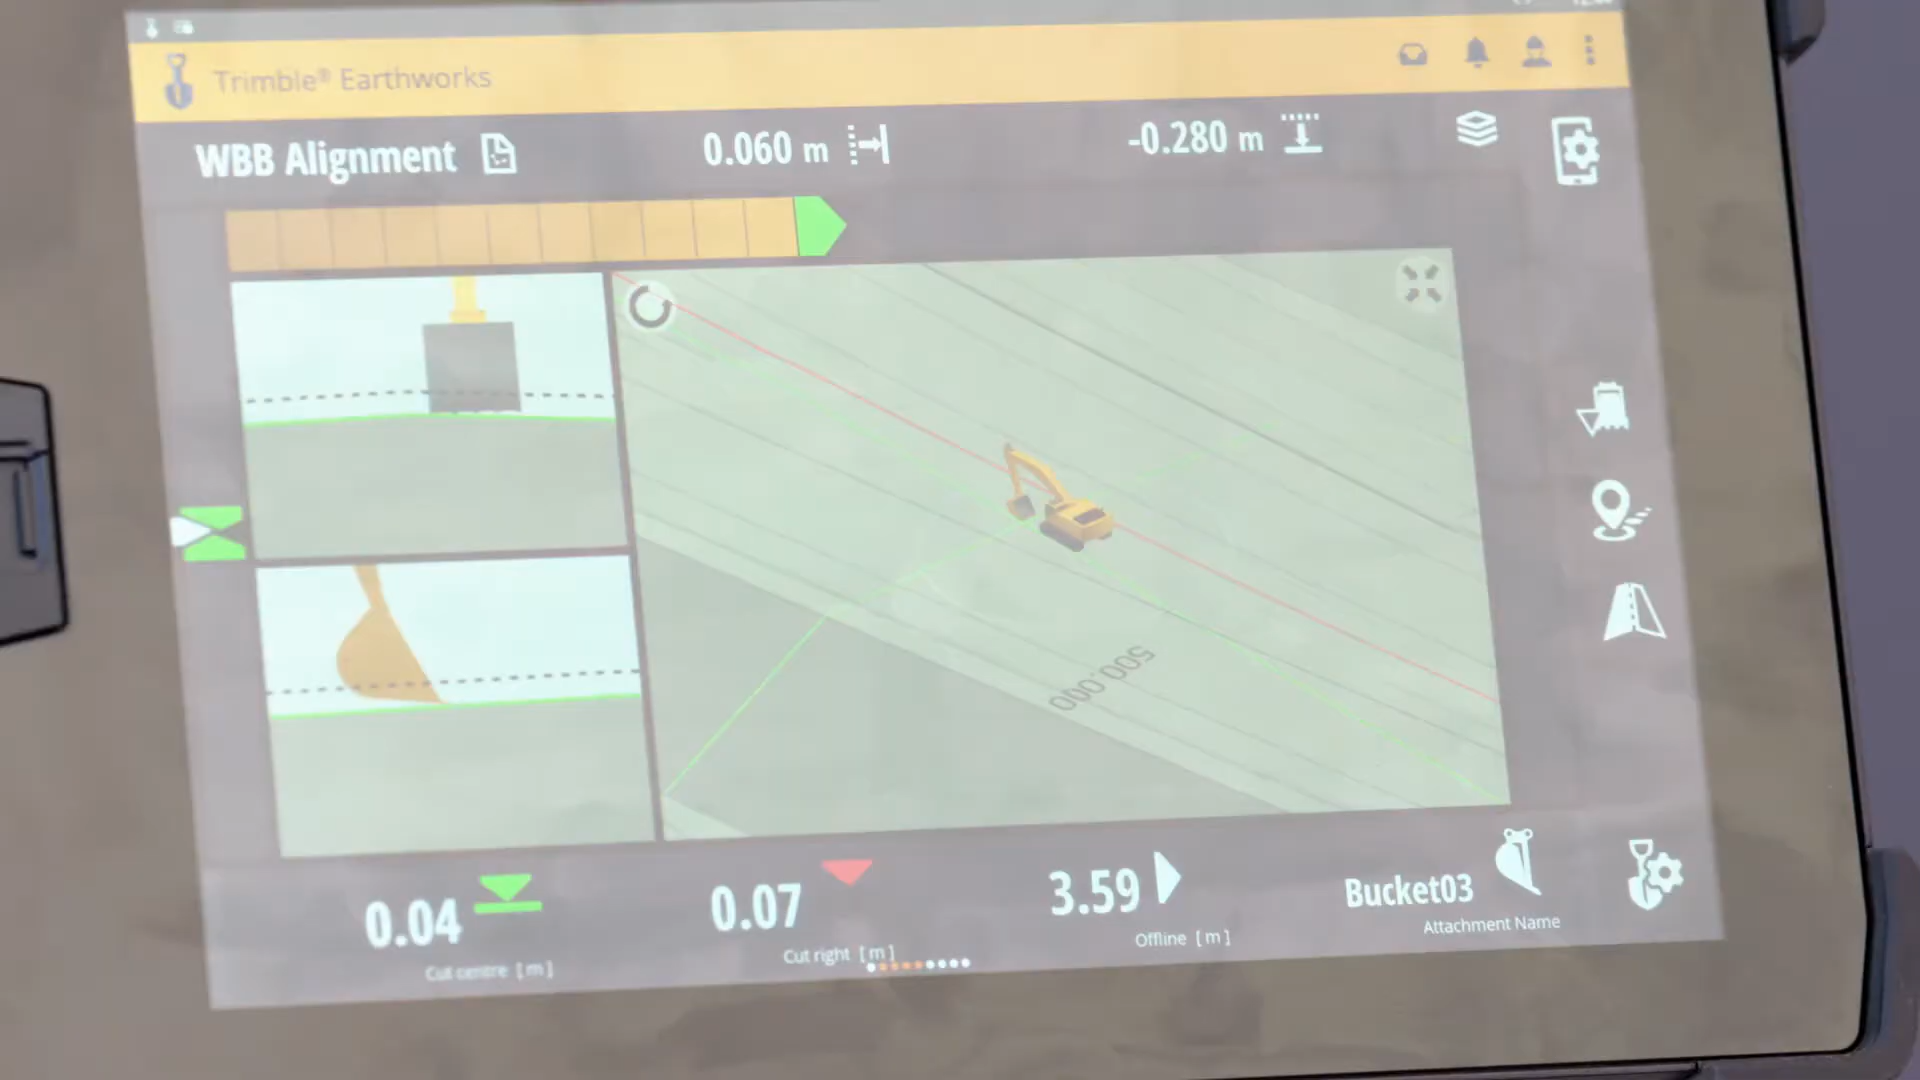 Trimble® Earthworks
WBB Alignment
0.060 m
-0.280 m
500.000
0.04
Cut centre [m]
0.07
Cut right [m]
3.59
Offline [m]
Bucket03
Attachment Name